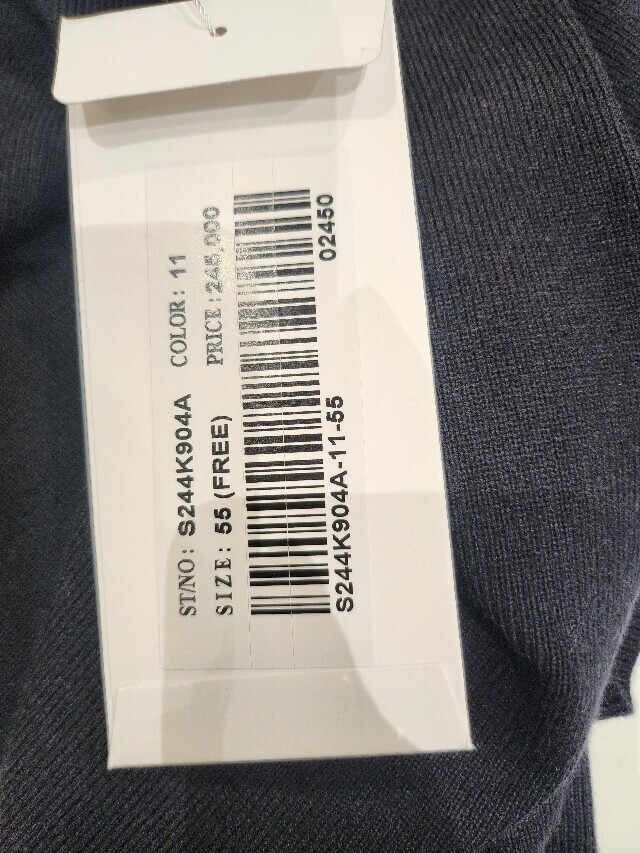 ST/NO: S244K904A COLOR: 11
SIZE: 55 (FREE) PRICE: 245,000
S244K904A-11-55 02450